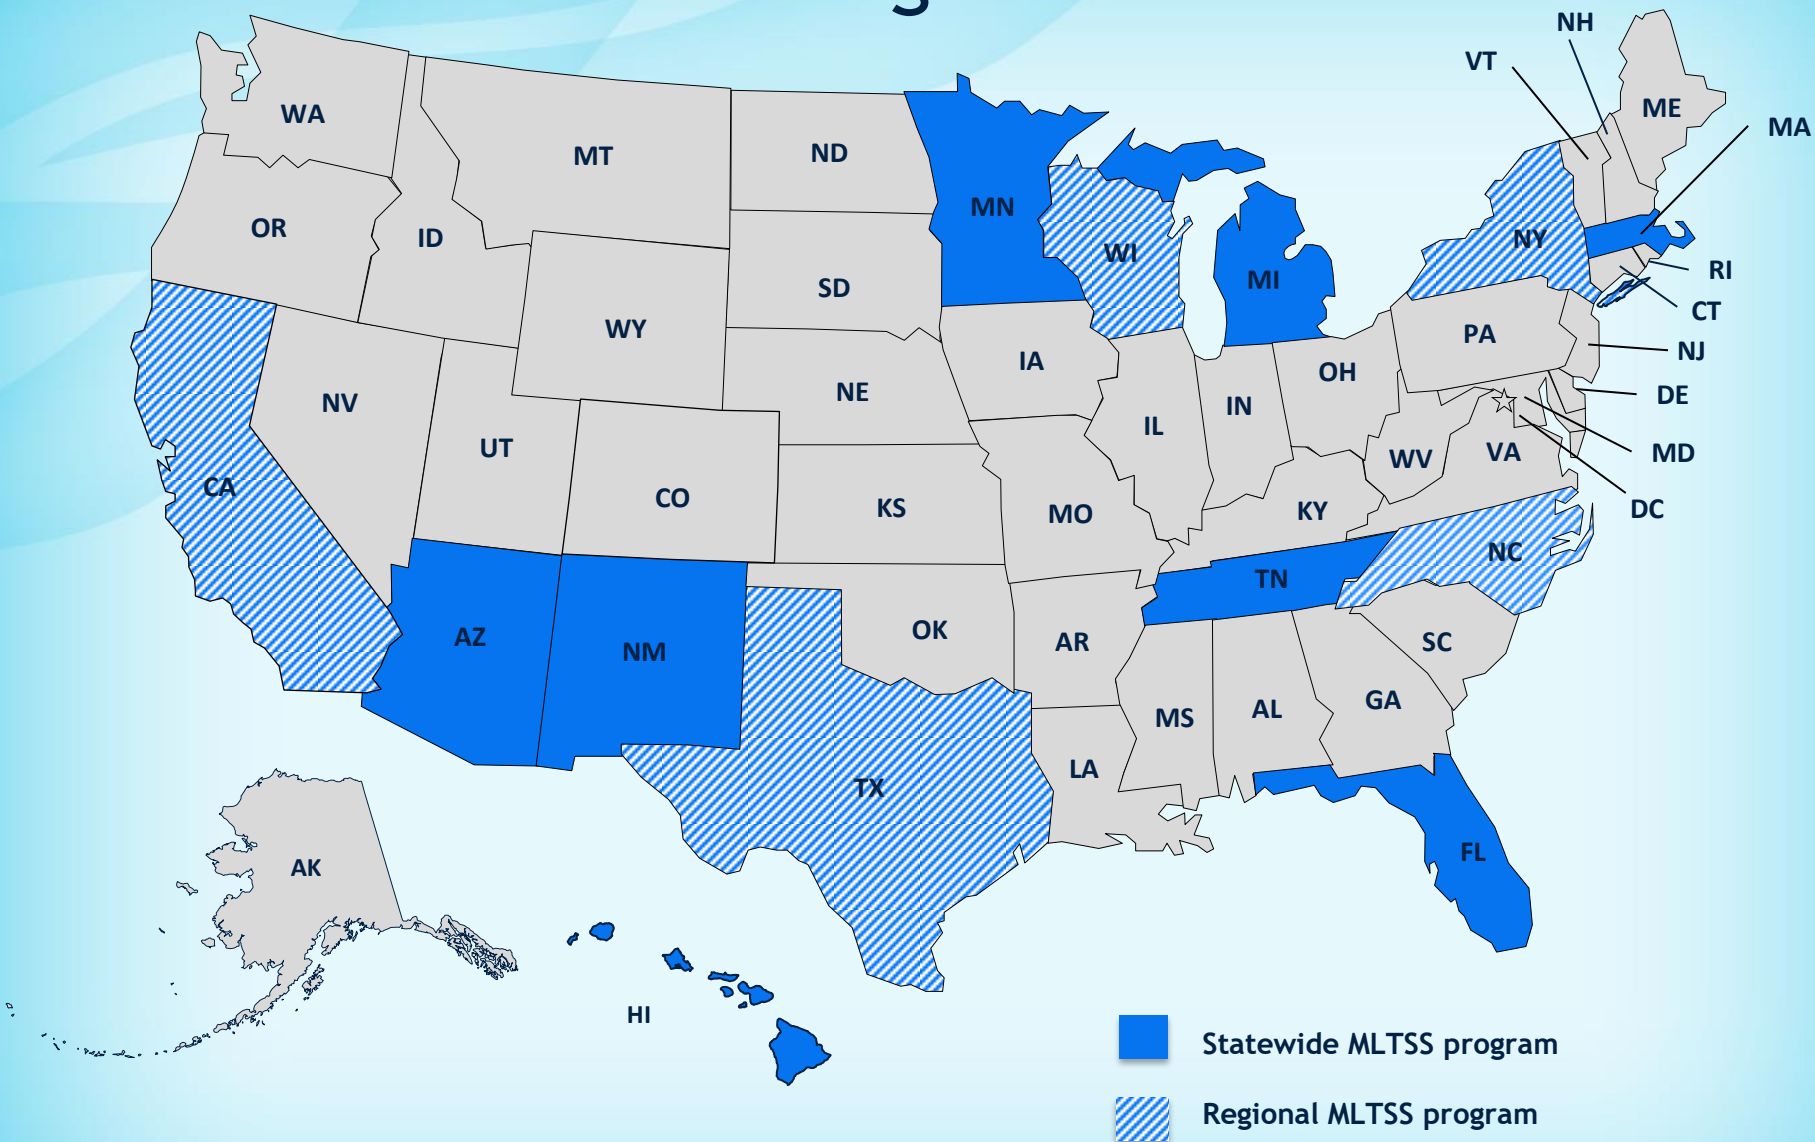 NH
VT
ME
MA
WA
MT
ND
MN
OR
ID
WI
NY
MI
RI
SD
CT
WY
PA
NJ
IA
OH
NE
DE
NV
IN
IL
UT
MD
VA
WV
CA
CO
KS
DC
MO
KY
NC
TN
AZ
OK
AR
SC
NM
GA
MS
AL
LA
TX
FL
AK
HI
Statewide MLTSS program
Regional MLTSS program